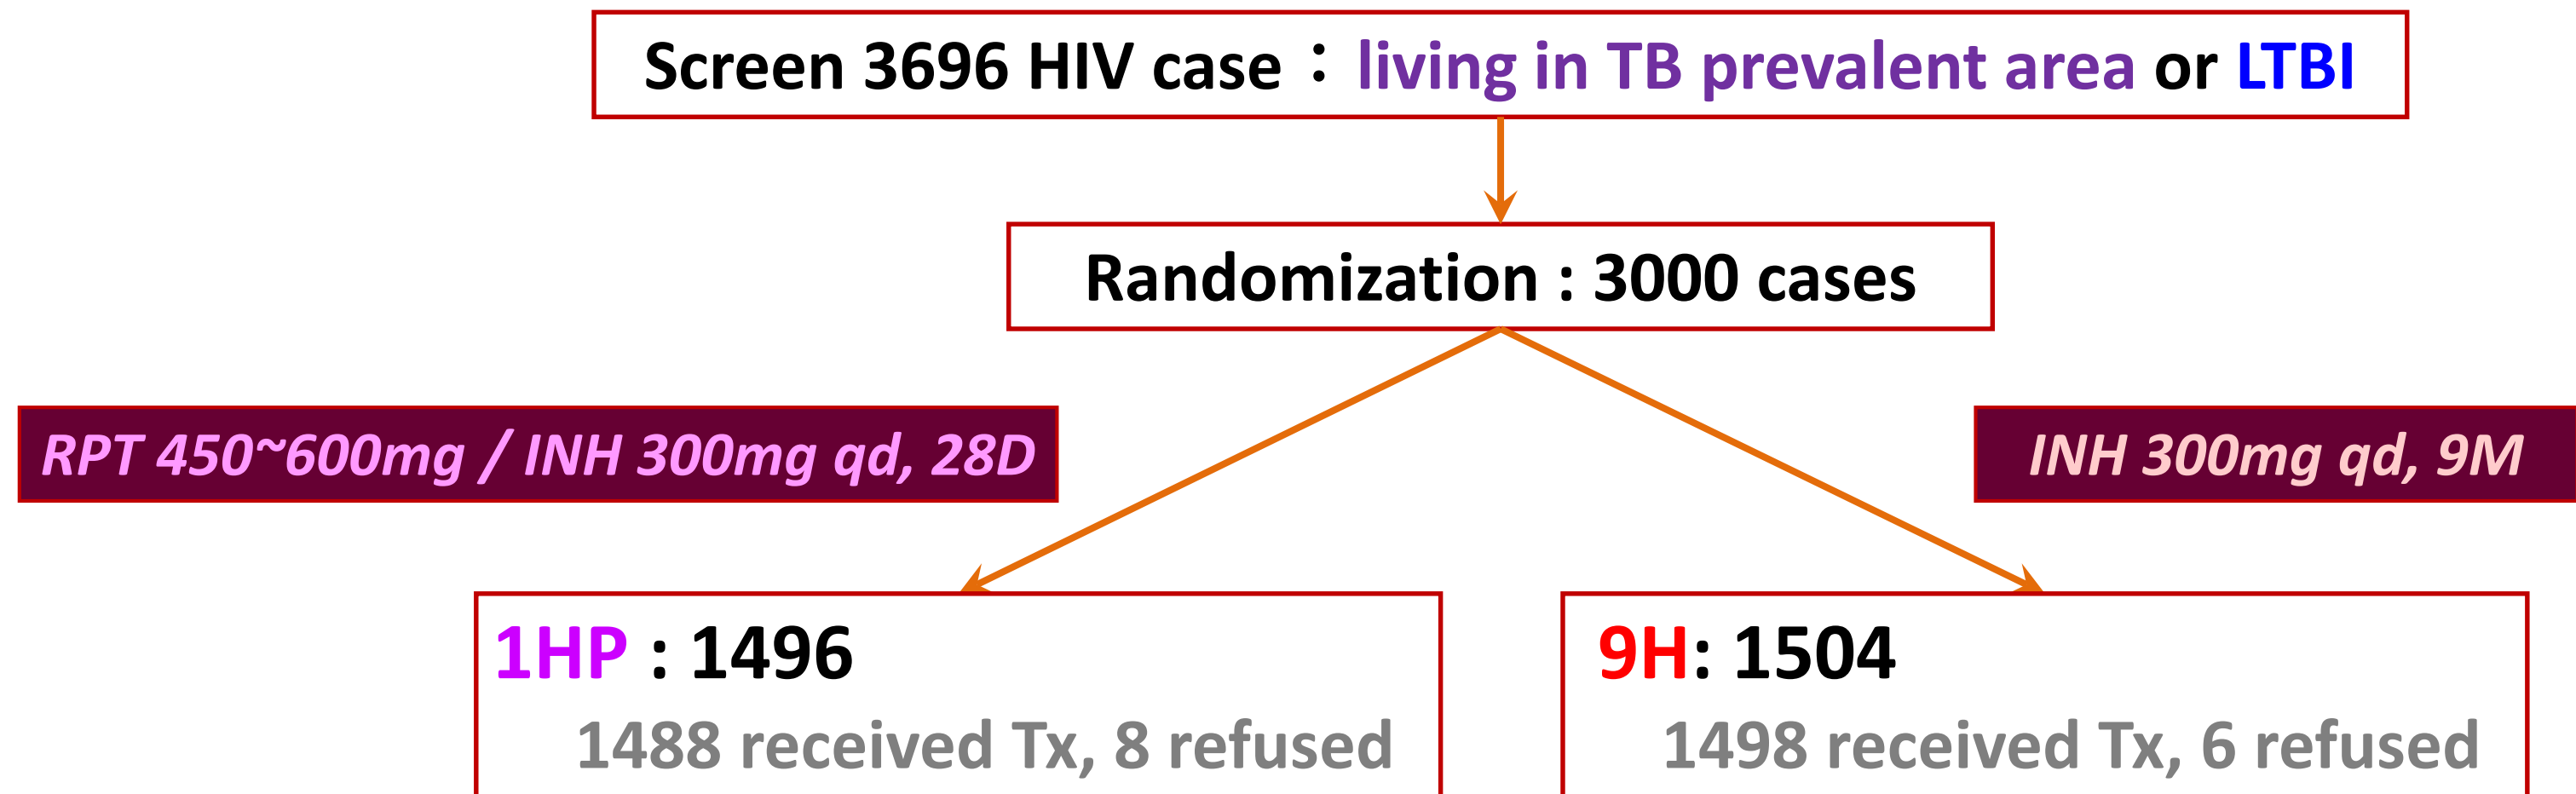 Screen 3696 HIV case：living in TB prevalent area or LTBI
Randomization : 3000 cases
RPT 450~600mg / INH 300mg qd, 28D
INH 300mg qd, 9M
1HP : 1496
1488 received Tx, 8 refused
9H: 1504
1498 received Tx, 6 refused